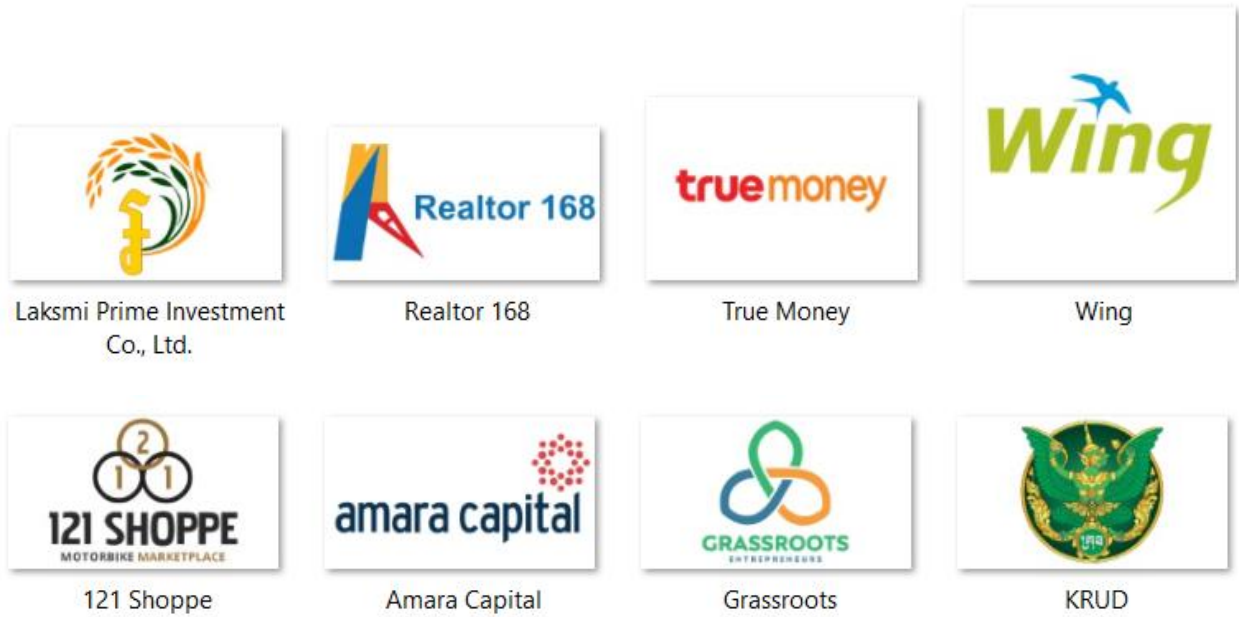 Realtor 168
truemoney
Wing
Laksmi Prime Investment
Co., Ltd.
Realtor 168
True Money
Wing
2
1 1
121 SHOPPE
MOTORBIKE MARKETPLACE
amara capital
GRASSROOTS
ENTREPRENEURS
121 Shoppe
Amara Capital
Grassroots
KRUD